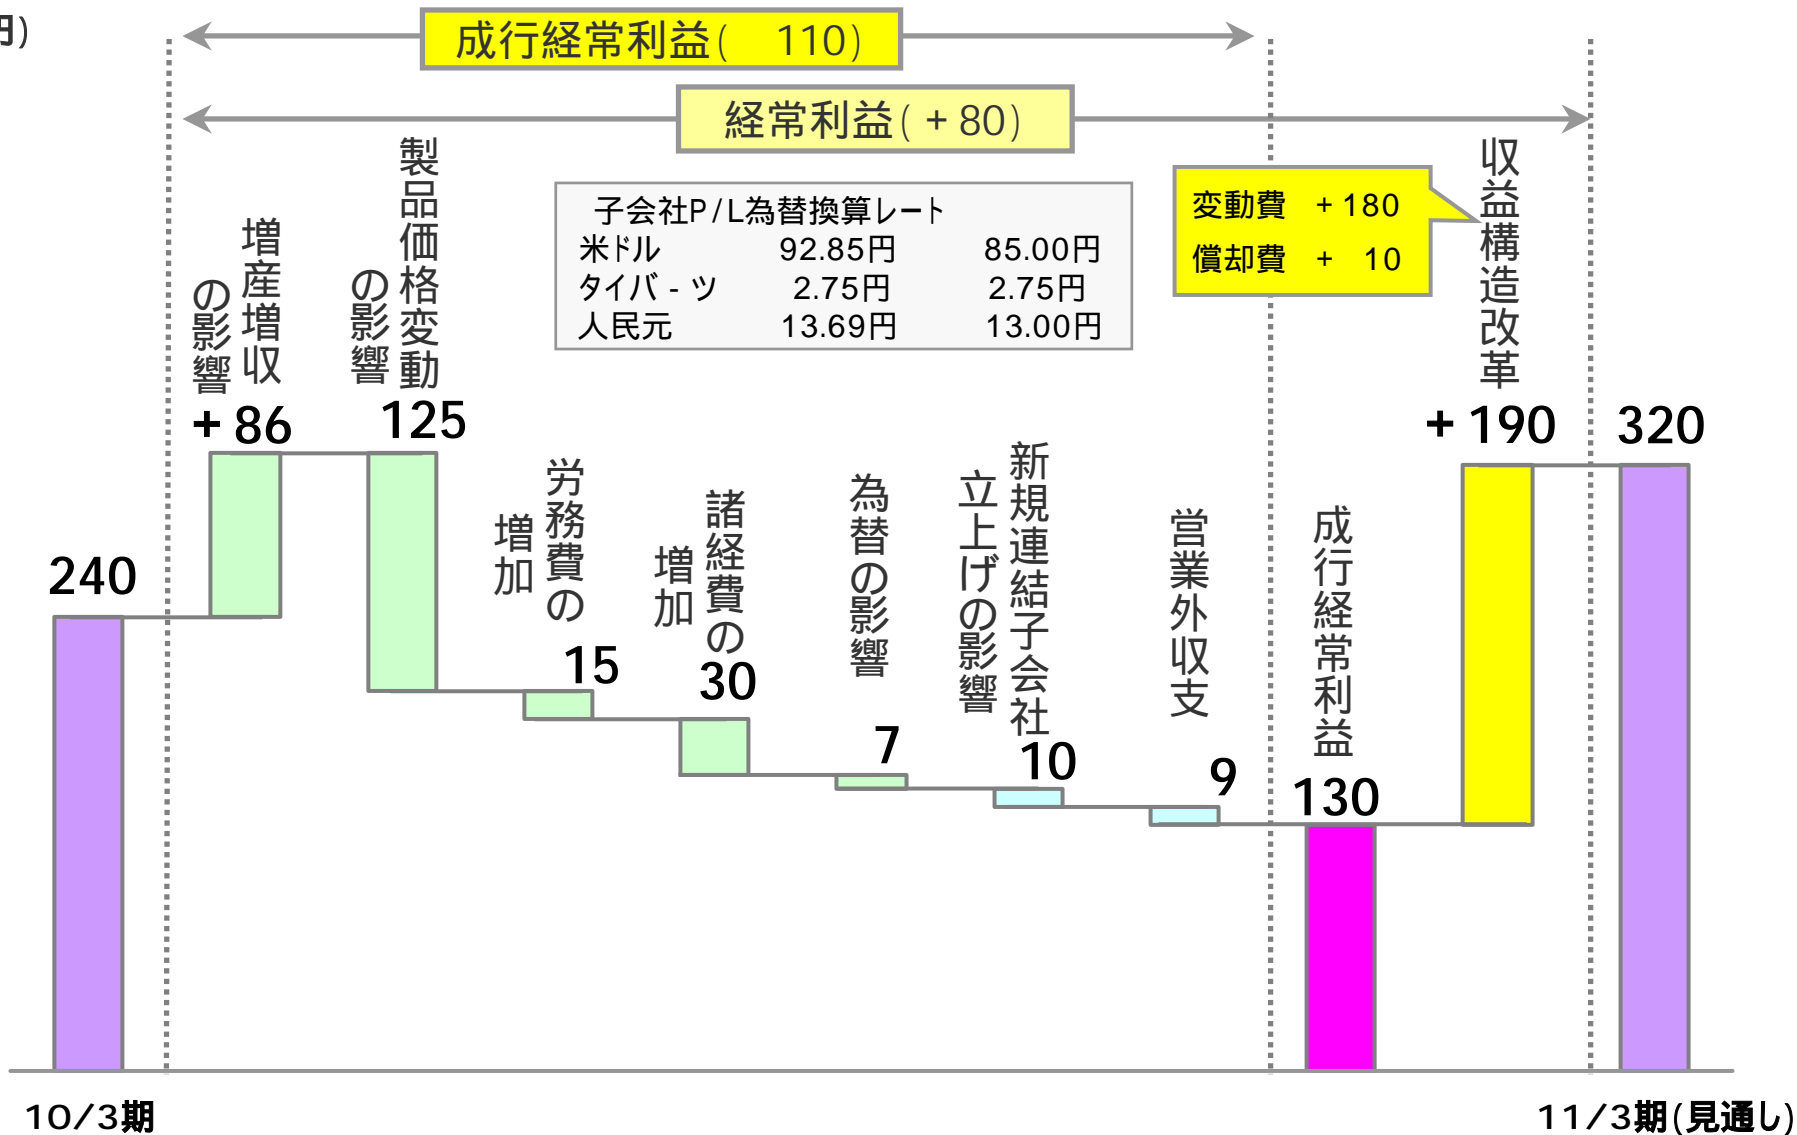 円)
成行経常利益( 110)
経常利益(+80)
子会社P/L為替換算レート
米ドル 92.85円 85.00円
タイバ-ツ 2.75円 2.75円
人民元 13.69円 13.00円
変動費 +180
償却費 + 10
240
増産増収
の影響
+86
製品価格変動
の影響
125
労務費の
増加
15
諸経費の
増加
30
為替の影響
7
新規連結子会社
立上げの影響
10
営業外収支
9
成行経常利益
130
収益構造改革
+190
320
10/3期
11/3期(見通し)